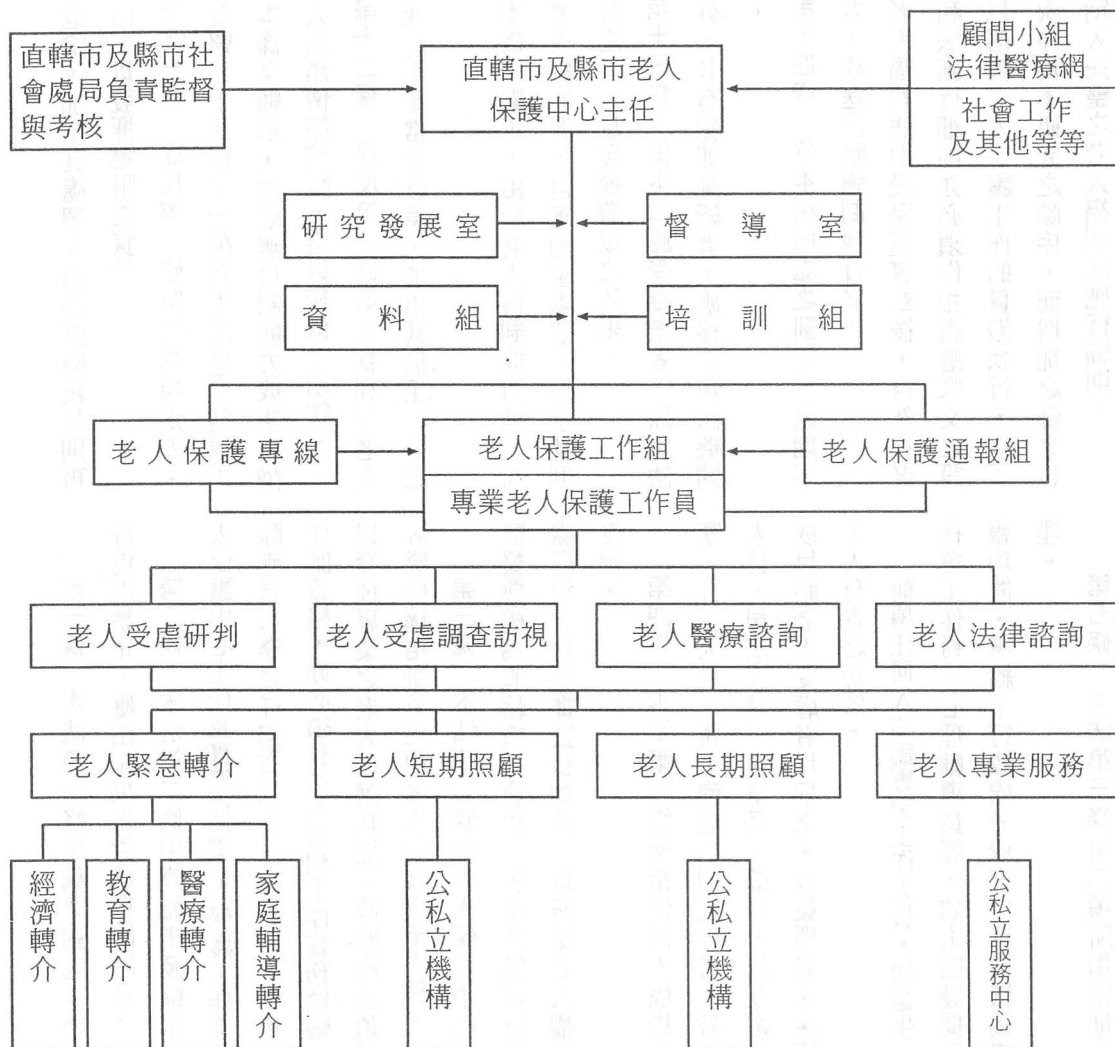 直轄市及縣市社
會處局負責監督
與考核
直轄市及縣市老人
保護中心主任
顧問小組
法律醫療網
社會工作
及其他等等
研究發展室
督導室
資料組
培訓組
老人保護專線
老人保護工作組
專業老人保護工作員
老人保護通報組
老人受虐研判
老人受虐調查訪視
老人醫療諮詢
老人法律諮詢
老人緊急轉介
老人短期照顧
老人長期照顧
老人專業服務
經濟轉介
教育轉介
醫療轉介
家庭輔導轉介
公私立機構
公私立機構
公私立服務中心